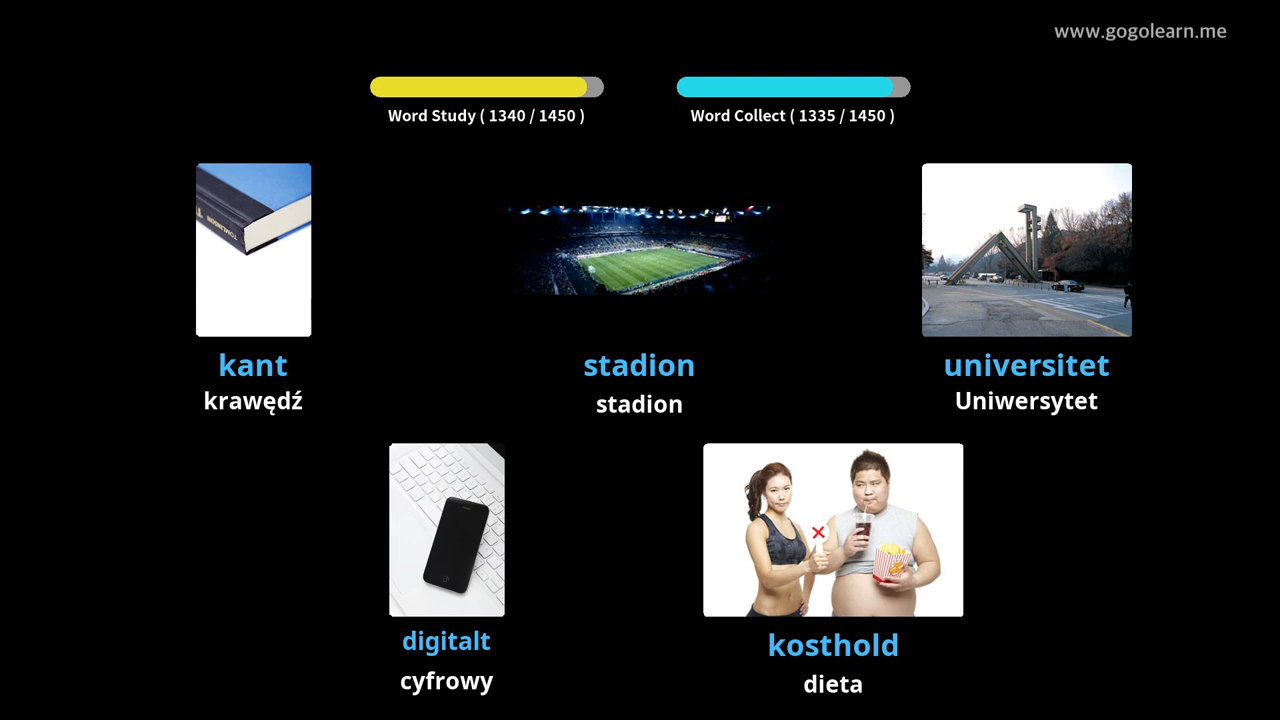 www.gogolearn.me
Word Study ( 1340 / 1450 )
Word Collect ( 1335 / 1450 )
TOMLINSON
kant
krawędź
stadion
stadion
universitet
Uniwersytet
digitalt
cyfrowy
kosthold
dieta